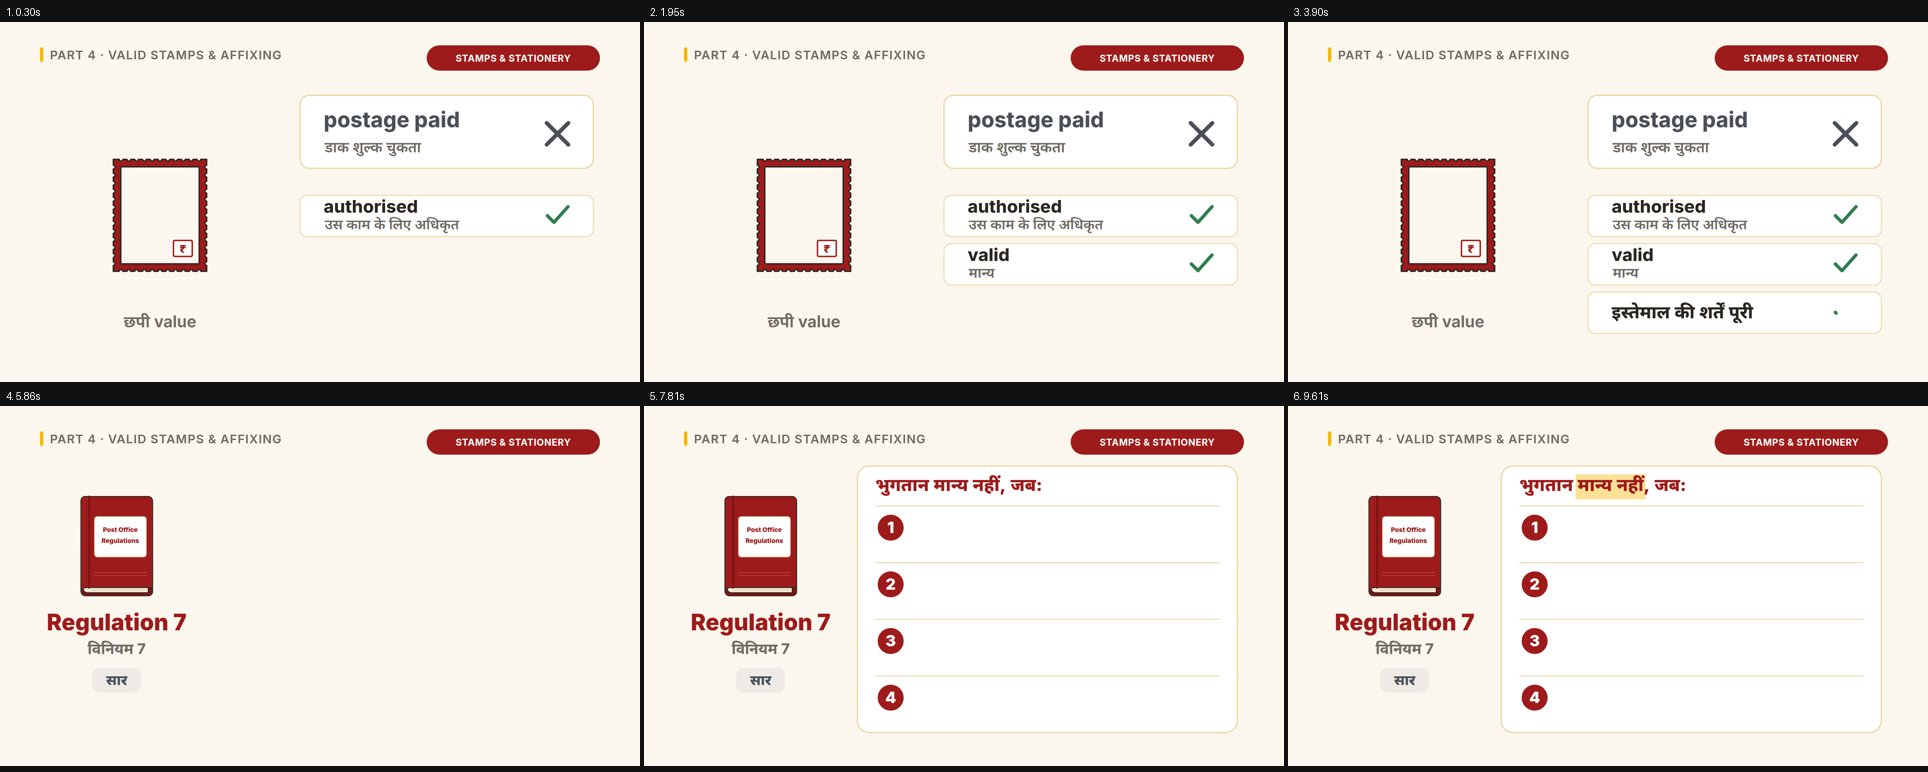 1. 0.30s
PART 4 · VALID STAMPS & AFFIXING
STAMPS & STATIONERY
postage paid
डाक शुल्क चुकता
authorised
उस काम के लिए अधिकृत
₹
छपी value
2. 1.95s
PART 4 · VALID STAMPS & AFFIXING
STAMPS & STATIONERY
postage paid
डाक शुल्क चुकता
authorised
उस काम के लिए अधिकृत
valid
मान्य
₹
छपी value
3. 3.90s
PART 4 · VALID STAMPS & AFFIXING
STAMPS & STATIONERY
postage paid
डाक शुल्क चुकता
authorised
उस काम के लिए अधिकृत
valid
मान्य
इस्तेमाल की शर्तें पूरी
₹
छपी value
4. 5.86s
PART 4 · VALID STAMPS & AFFIXING
STAMPS & STATIONERY
Post Office
Regulations
Regulation 7
विनियम 7
सार
5. 7.81s
PART 4 · VALID STAMPS & AFFIXING
STAMPS & STATIONERY
Post Office
Regulations
Regulation 7
विनियम 7
सार
भुगतान मान्य नहीं, जब:
1
2
3
4
6. 9.61s
PART 4 · VALID STAMPS & AFFIXING
STAMPS & STATIONERY
Post Office
Regulations
Regulation 7
विनियम 7
सार
भुगतान मान्य नहीं, जब:
1
2
3
4